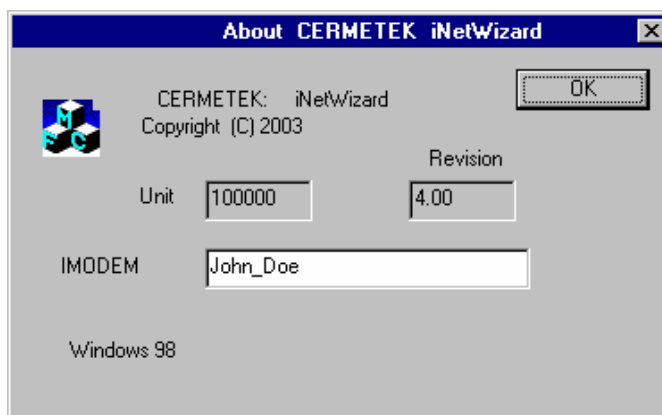 About CERMETEK iNetWizard
OK
CERMETEK: iNetWizard
Copyright (C) 2003
M
F C
Revision
Unit 100000 4.00
IMODEM John_Doe
Windows 98